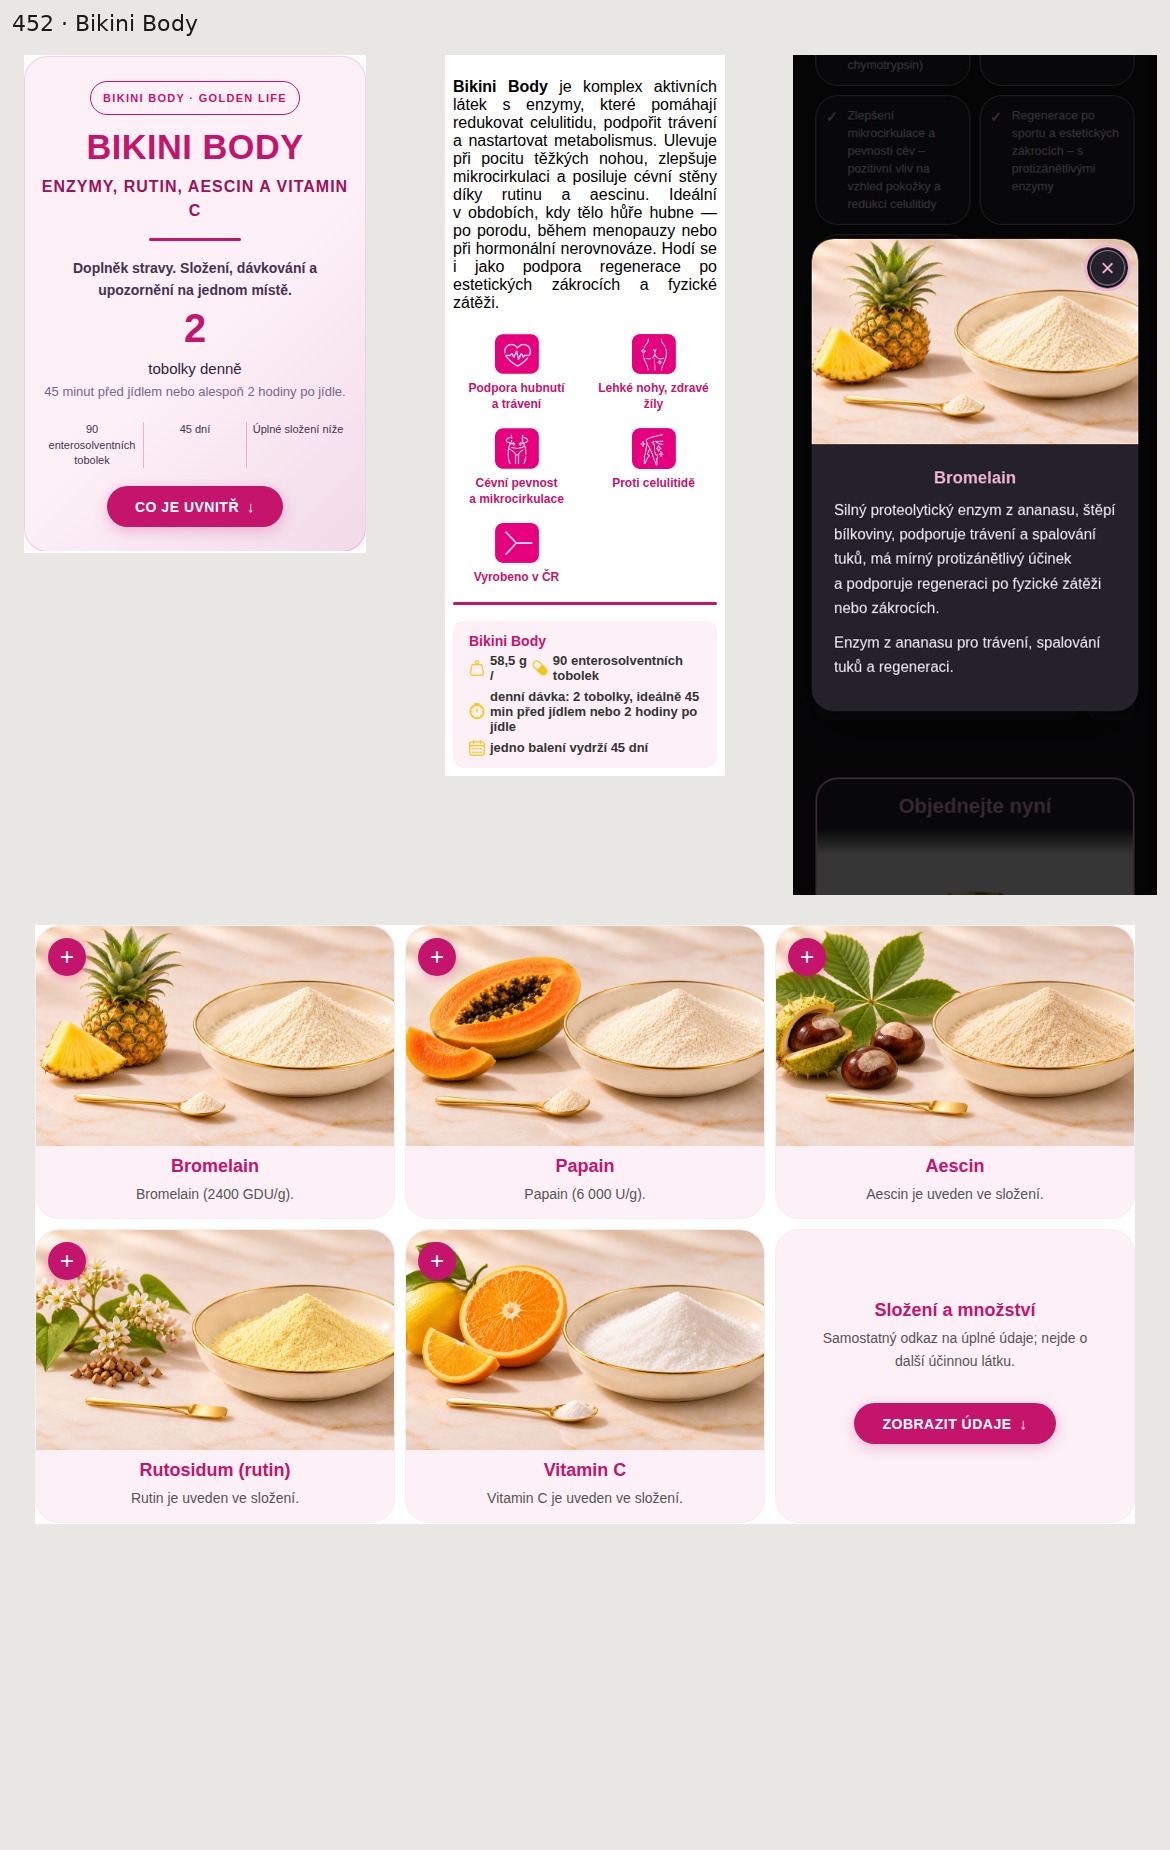 452 · Bikini Body
BIKINI BODY · GOLDEN LIFE
BIKINI BODY
ENZYMY, RUTIN, AESCIN A VITAMIN
C
Doplněk stravy. Složení, dávkování a
upozornění na jednom místě.
2
tobolky denně
45 minut před jídlem nebo alespoň 2 hodiny po jídle.
90
enterosolventních
tobolek
45 dní
Úplné složení níže
CO JE UVNITŘ ↓
Bikini Body je komplex aktivních
látek s enzymy, které pomáhají
redukovat celulitidu, podpořit trávení
a nastartovat metabolismus. Ulevuje
při pocitu těžkých nohou, zlepšuje
mikrocirkulaci a posiluje cévní stěny
díky rutinu a aescinu. Ideální
v obdobích, kdy tělo hůře hubne —
po porodu, během menopauzy nebo
při hormonální nerovnováze. Hodí se
i jako podpora regenerace po
estetických zákrocích a fyzické
zátěži.
Podpora hubnutí
a trávení
Lehké nohy, zdravé
žíly
Cévní pevnost
a mikrocirkulace
Proti celulitidě
Vyrobeno v ČR
Bikini Body
58,5 g
/
90 enterosolventních
tobolek
denní dávka: 2 tobolky, ideálně 45
min před jídlem nebo 2 hodiny po
jídle
jedno balení vydrží 45 dní
chymotrypsin)
✓ Zlepšení
mikrocirkulace a
pevnosti cév –
pozitivní vliv na
vzhled pokožky a
redukci celulitidy
✓ Regenerace po
sportu a estetických
zákrocích – s
protizánětlivými
enzymy
×
Bromelain
Silný proteolytický enzym z ananasu, štěpí
bílkoviny, podporuje trávení a spalování
tuků, má mírný protizánětlivý účinek
a podporuje regeneraci po fyzické zátěži
nebo zákrocích.
Enzym z ananasu pro trávení, spalování
tuků a regeneraci.
Objednejte nyní
+
Bromelain
Bromelain (2400 GDU/g).
+
Papain
Papain (6 000 U/g).
+
Aescin
Aescin je uveden ve složení.
+
Rutosidum (rutin)
Rutin je uveden ve složení.
+
Vitamin C
Vitamin C je uveden ve složení.
Složení a množství
Samostatný odkaz na úplné údaje; nejde o
další účinnou látku.
ZOBRAZIT ÚDAJE ↓